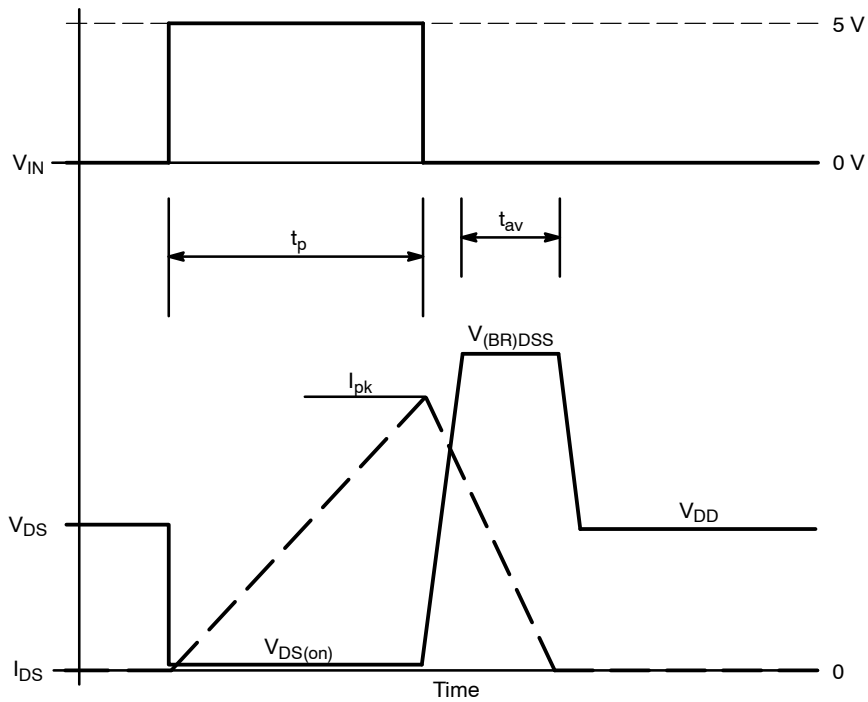 5 V
V_IN
0 V
t_p
t_av
V_(BR)DSS
I_pk
V_DS
V_DD
V_DS(on)
I_DS
0
Time